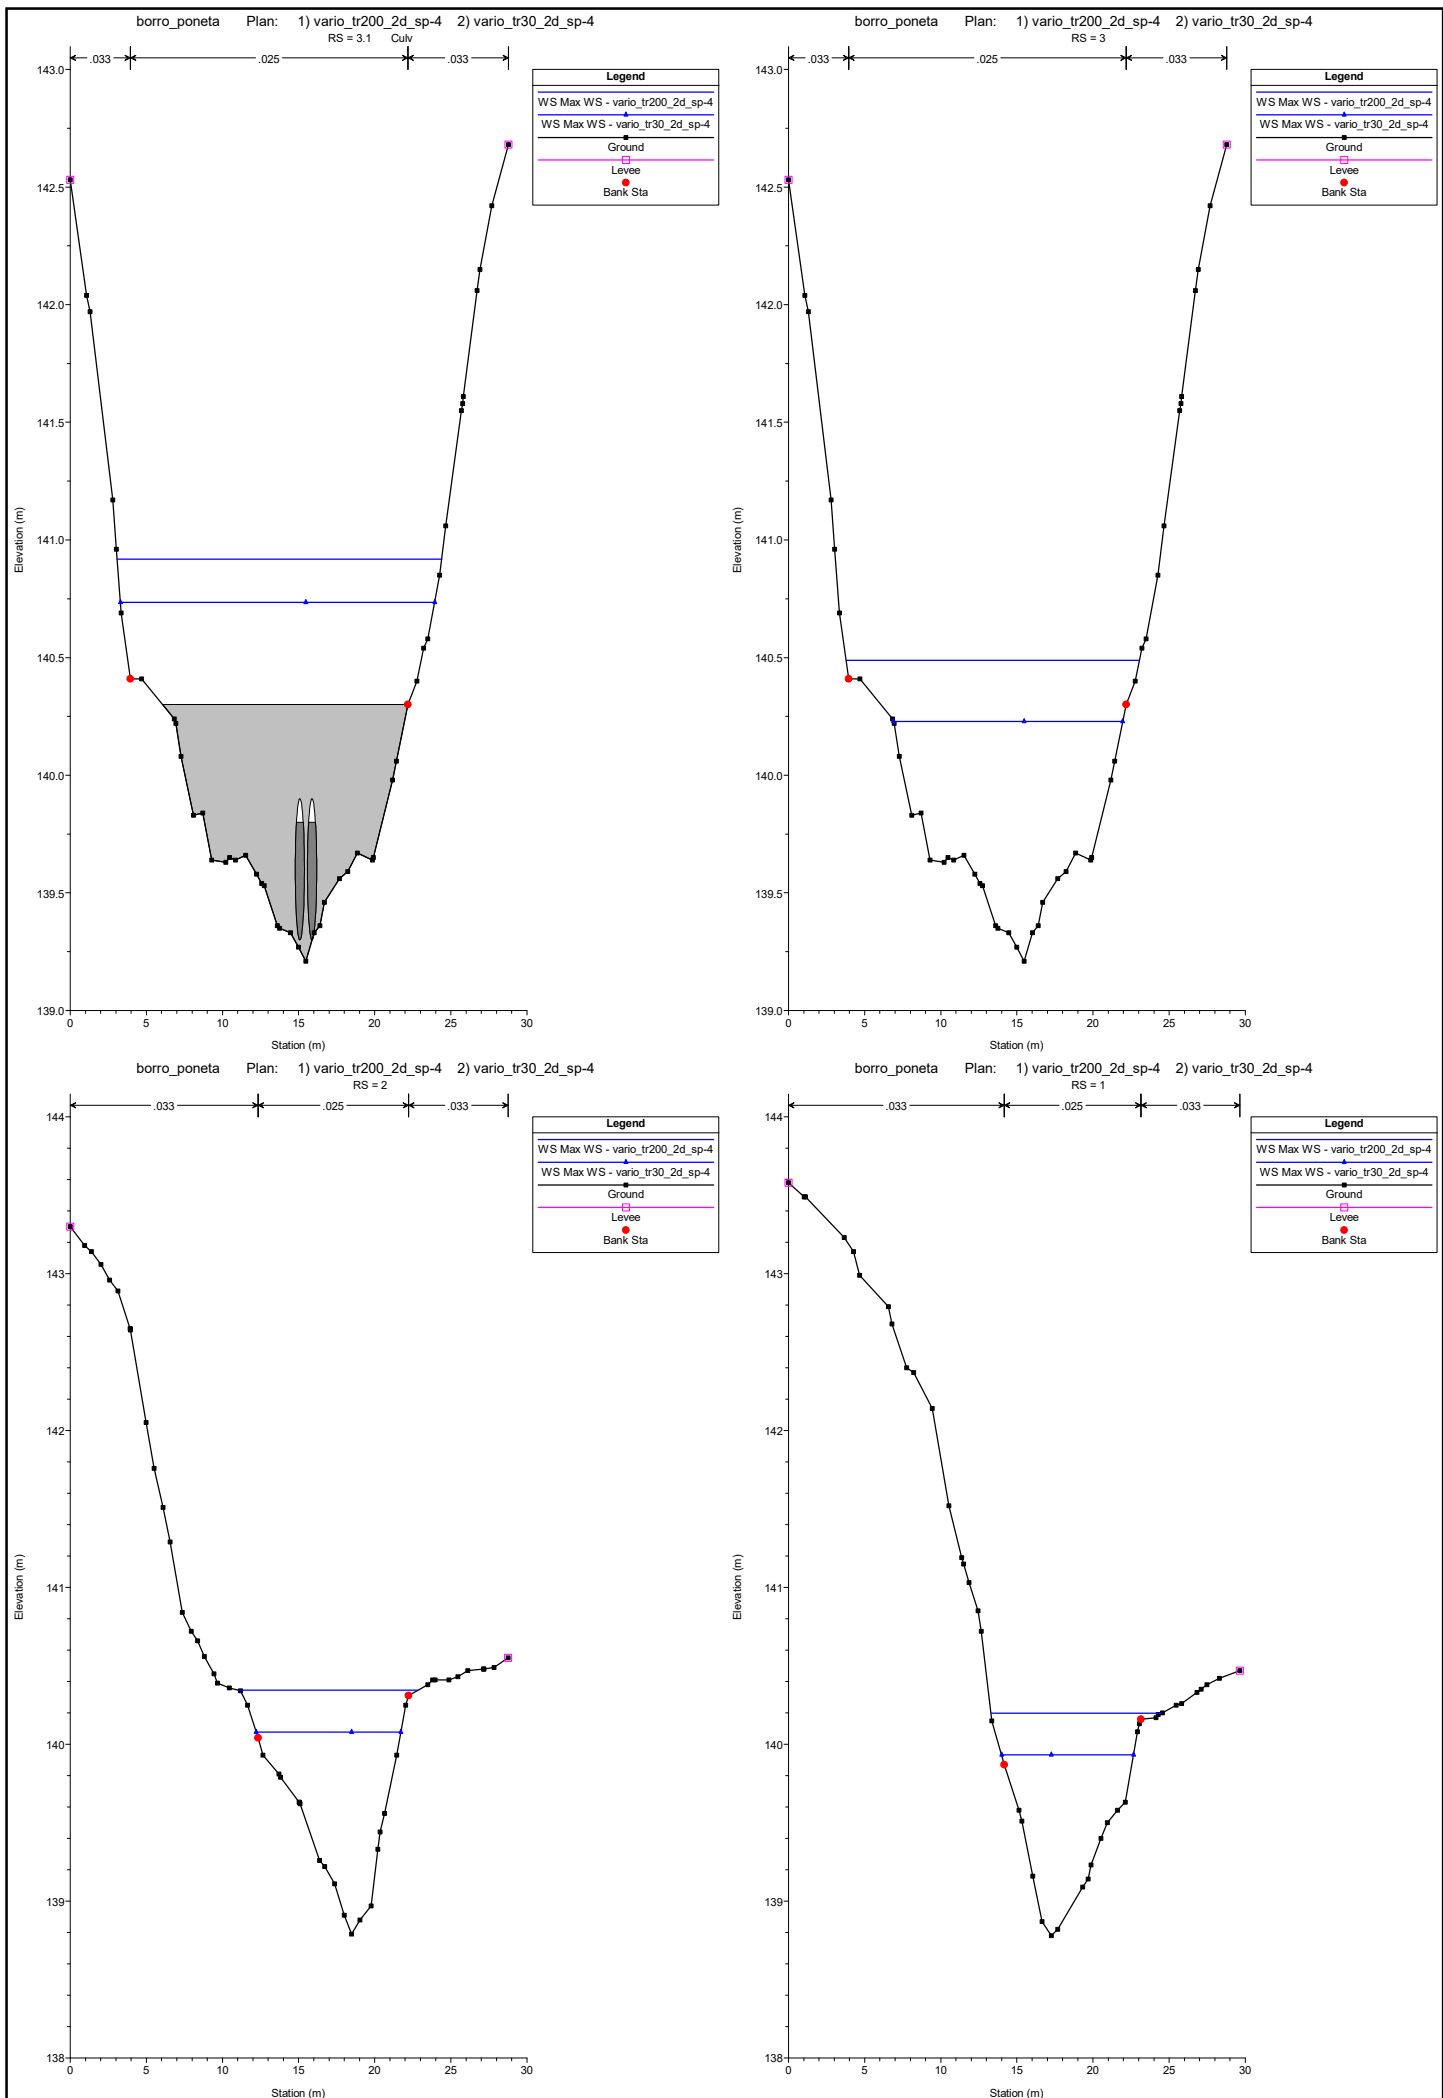 borro_poneta Plan: 1) vario_tr200_2d_sp-4 2) vario_tr30_2d_sp-4
RS = 3.1 Culv
.033 .025 .033
Legend
WS Max WS - vario_tr200_2d_sp-4
WS Max WS - vario_tr30_2d_sp-4
Ground
Levee
Bank Sta
143.0
142.5
142.0
141.5
141.0
140.5
140.0
139.5
139.0
Elevation (m)
0 5 10 15 20 25 30
Station (m)
borro_poneta Plan: 1) vario_tr200_2d_sp-4 2) vario_tr30_2d_sp-4
RS = 3
.033 .025 .033
Legend
WS Max WS - vario_tr200_2d_sp-4
WS Max WS - vario_tr30_2d_sp-4
Ground
Levee
Bank Sta
143.0
142.5
142.0
141.5
141.0
140.5
140.0
139.5
139.0
Elevation (m)
0 5 10 15 20 25 30
Station (m)
borro_poneta Plan: 1) vario_tr200_2d_sp-4 2) vario_tr30_2d_sp-4
RS = 2
.033 .025 .033
Legend
WS Max WS - vario_tr200_2d_sp-4
WS Max WS - vario_tr30_2d_sp-4
Ground
Levee
Bank Sta
144
143
142
141
140
139
138
Elevation (m)
0 5 10 15 20 25 30
Station (m)
borro_poneta Plan: 1) vario_tr200_2d_sp-4 2) vario_tr30_2d_sp-4
RS = 1
.033 .025 .033
Legend
WS Max WS - vario_tr200_2d_sp-4
WS Max WS - vario_tr30_2d_sp-4
Ground
Levee
Bank Sta
144
143
142
141
140
139
138
Elevation (m)
0 5 10 15 20 25 30
Station (m)